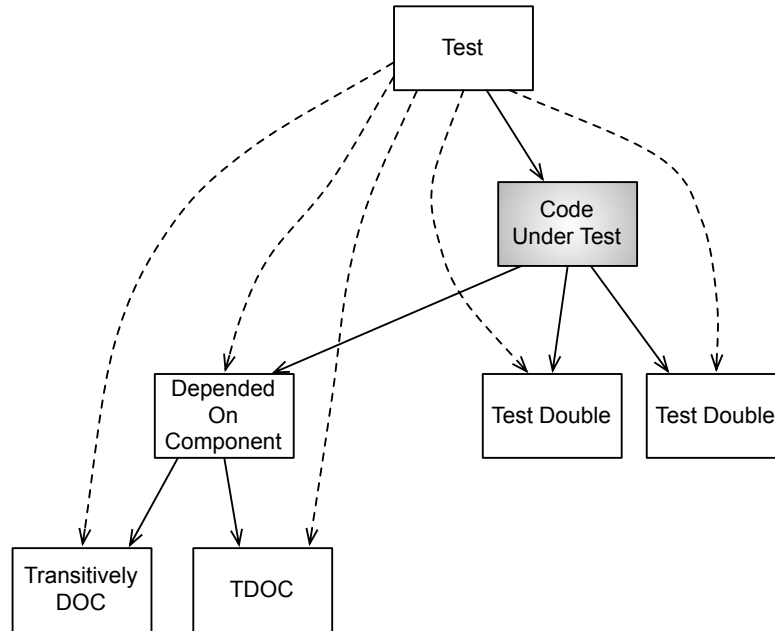 Test
Code
Under Test
Depended
On
Component
Test Double
Test Double
Transitively
DOC
TDOC